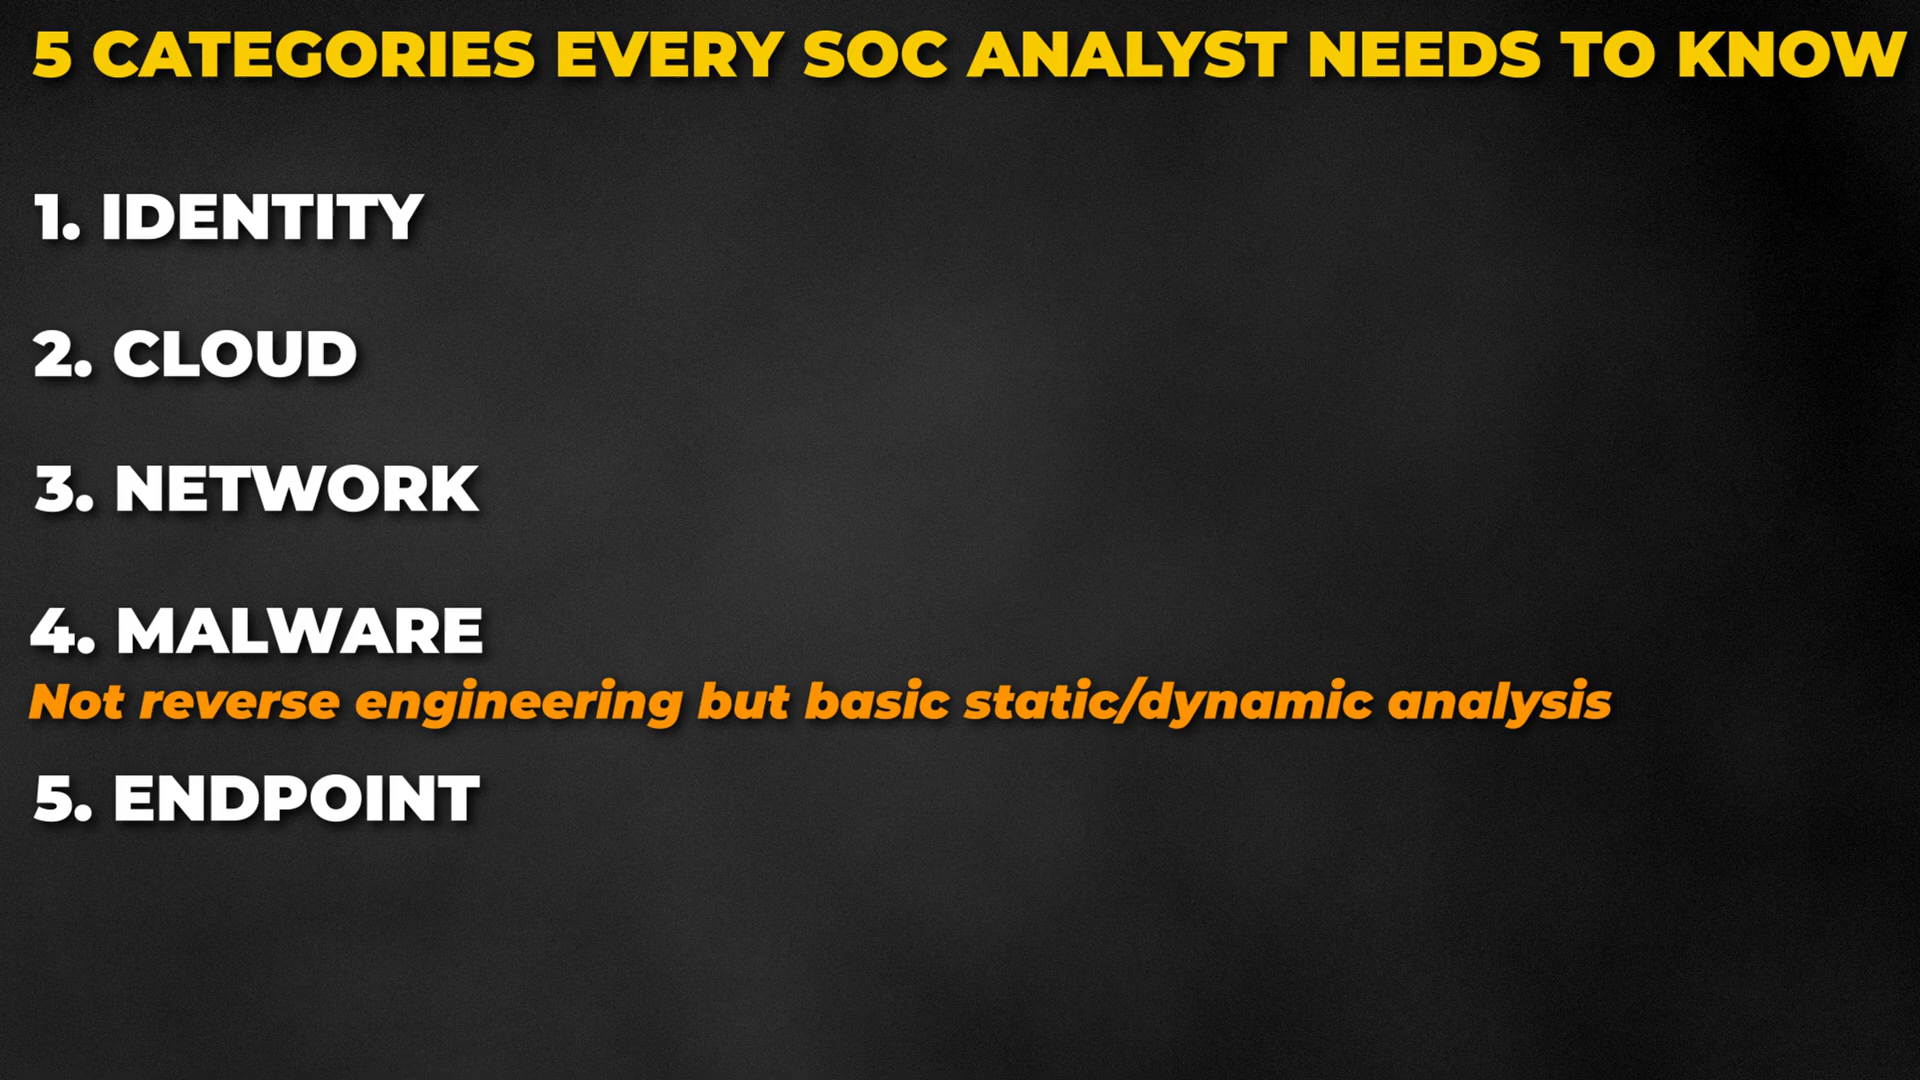 5 CATEGORIES EVERY SOC ANALYST NEEDS TO KNOW
1. IDENTITY
2. CLOUD
3. NETWORK
4. MALWARE
Not reverse engineering but basic static/dynamic analysis
5. ENDPOINT